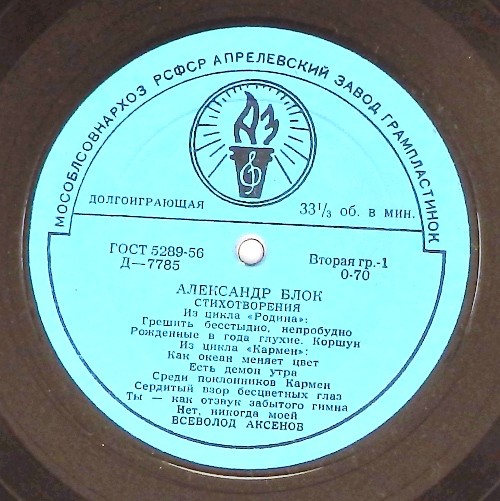 МОСОБЛСОВНАРХОЗ РСФСР АПРЕЛЕВСКИЙ ЗАВОД ГРАМПЛАСТИНОК
АЗ
ДОЛГОИГРАЮЩАЯ 33⅓ об. в мин.
ГОСТ 5289-56 Вторая гр.-1
Д—7785 0-70
АЛЕКСАНДР БЛОК
СТИХОТВОРЕНИЯ
Из цикла «Родина»:
Грешить бесстыдно, непробудно
Рожденные в года глухие. Коршун
Из цикла «Кармен»:
Как океан меняет цвет
Есть демон утра
Среди поклонников Кармен
Сердитый взор бесцветных глаз
Ты — как отзвук забытого гимна
Нет, никогда моей
ВСЕВОЛОД АКСЕНОВ